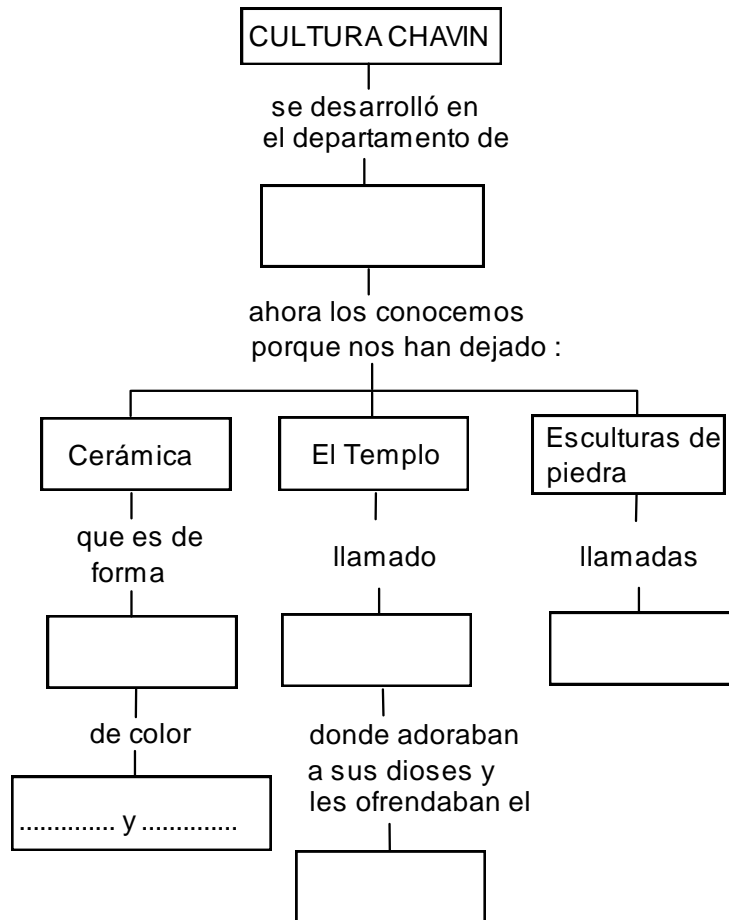 CULTURA CHAVIN
se desarrolló en
el departamento de
ahora los conocemos
porque nos han dejado :
Cerámica
El Templo
Esculturas de
piedra
que es de
forma
llamado
llamadas
de color
.............. y ..............
donde adoraban
a sus dioses y
les ofrendaban el